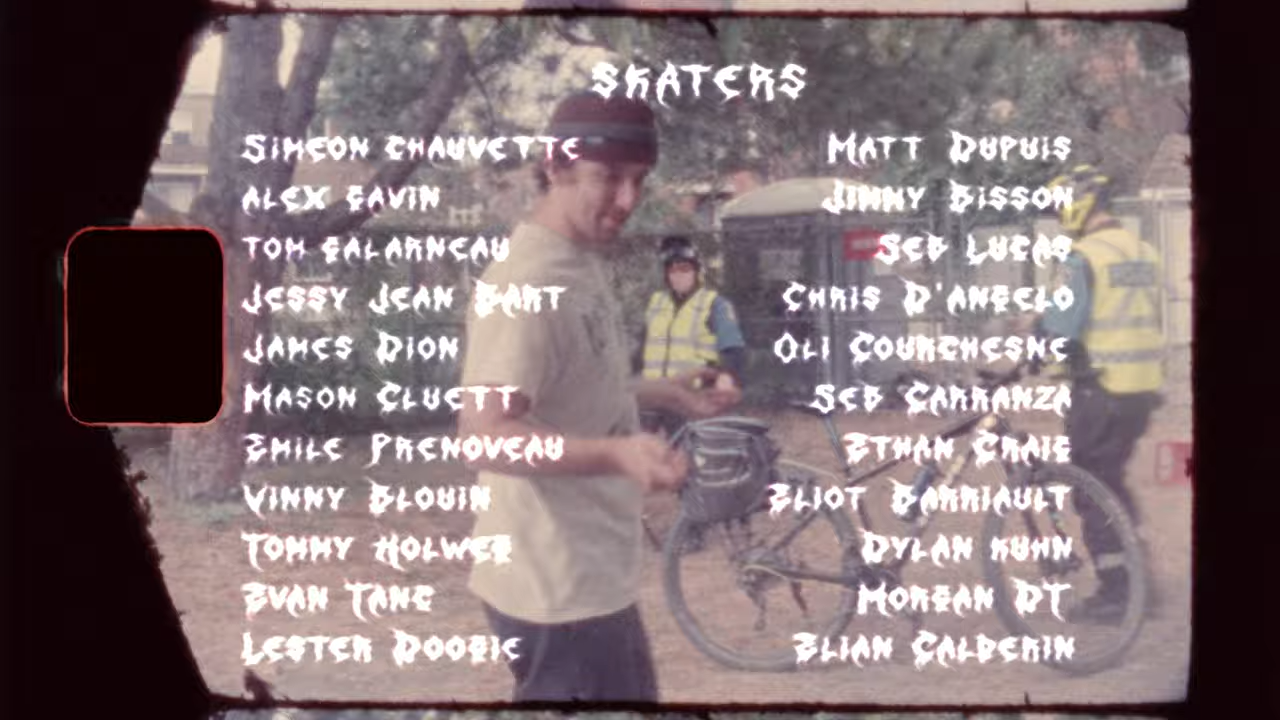 SKATERS
SIMEON CHAUVETTE
ALEX GAVIN
TOM GALARNEAU
JESSY JEAN BART
JAMES DION
MASON CLUETT
EMILE PRENOVEAU
VINNY BLOUIN
TOMMY HOLWEG
EVAN TANG
LESTER DOOGIE
MATT DUPUIS
JIMMY BISSON
SEB LUCAS
CHRIS D'ANGELO
OLI COURCHESNE
SEB CARRANZA
ETHAN CRAIG
ELIOT BARRIAULT
DYLAN KUHN
MORGAN DT
ELIAN CALDERIN